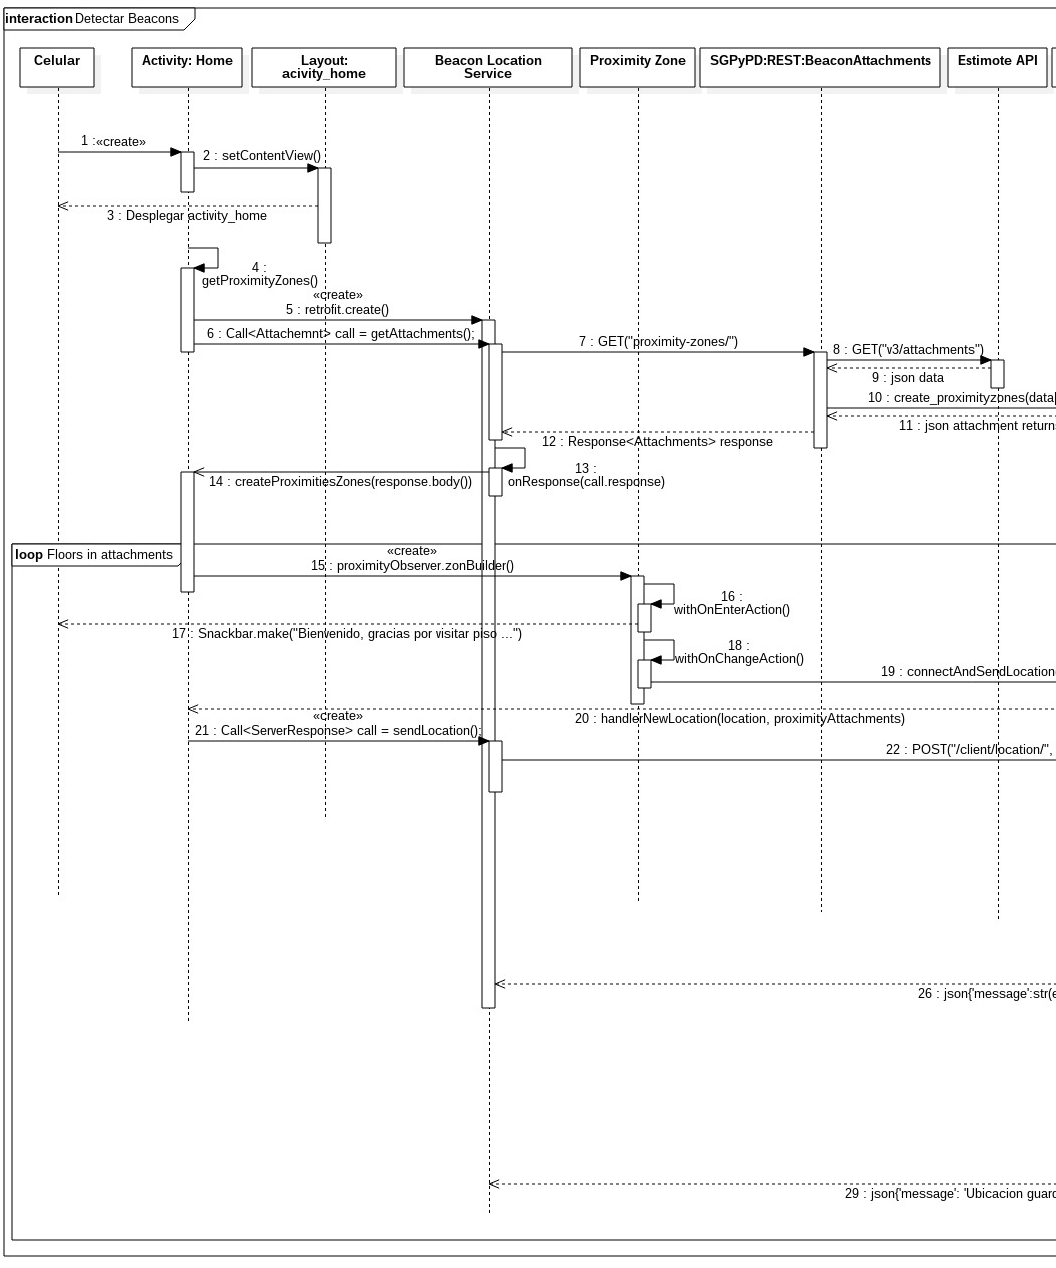 interaction Detectar Beacons
Celular
Activity: Home
Layout:
acivity_home
Beacon Location
Service
Proximity Zone
SGPyPD:REST:BeaconAttachments
Estimote API
1 :«create»
2 : setContentView()
3 : Desplegar activity_home
4 :
getProximityZones()
«create»
5 : retrofit.create()
6 : Call<Attachemnt> call = getAttachments();
7 : GET("proximity-zones/")
8 : GET("v3/attachments")
9 : json data
10 : create_proximityzones(data[
11 : json attachment returns
12 : Response<Attachments> response
13 :
onResponse(call.response)
14 : createProximitiesZones(response.body())
loop Floors in attachments
«create»
15 : proximityObserver.zonBuilder()
16 :
withOnEnterAction()
17 : Snackbar.make("Bienvenido, gracias por visitar piso ...")
18 :
withOnChangeAction()
19 : connectAndSendLocation(
20 : handlerNewLocation(location, proximityAttachments)
«create»
21 : Call<ServerResponse> call = sendLocation();
22 : POST("/client/location/",
26 : json{'message':str(e
29 : json{'message': 'Ubicacion guard